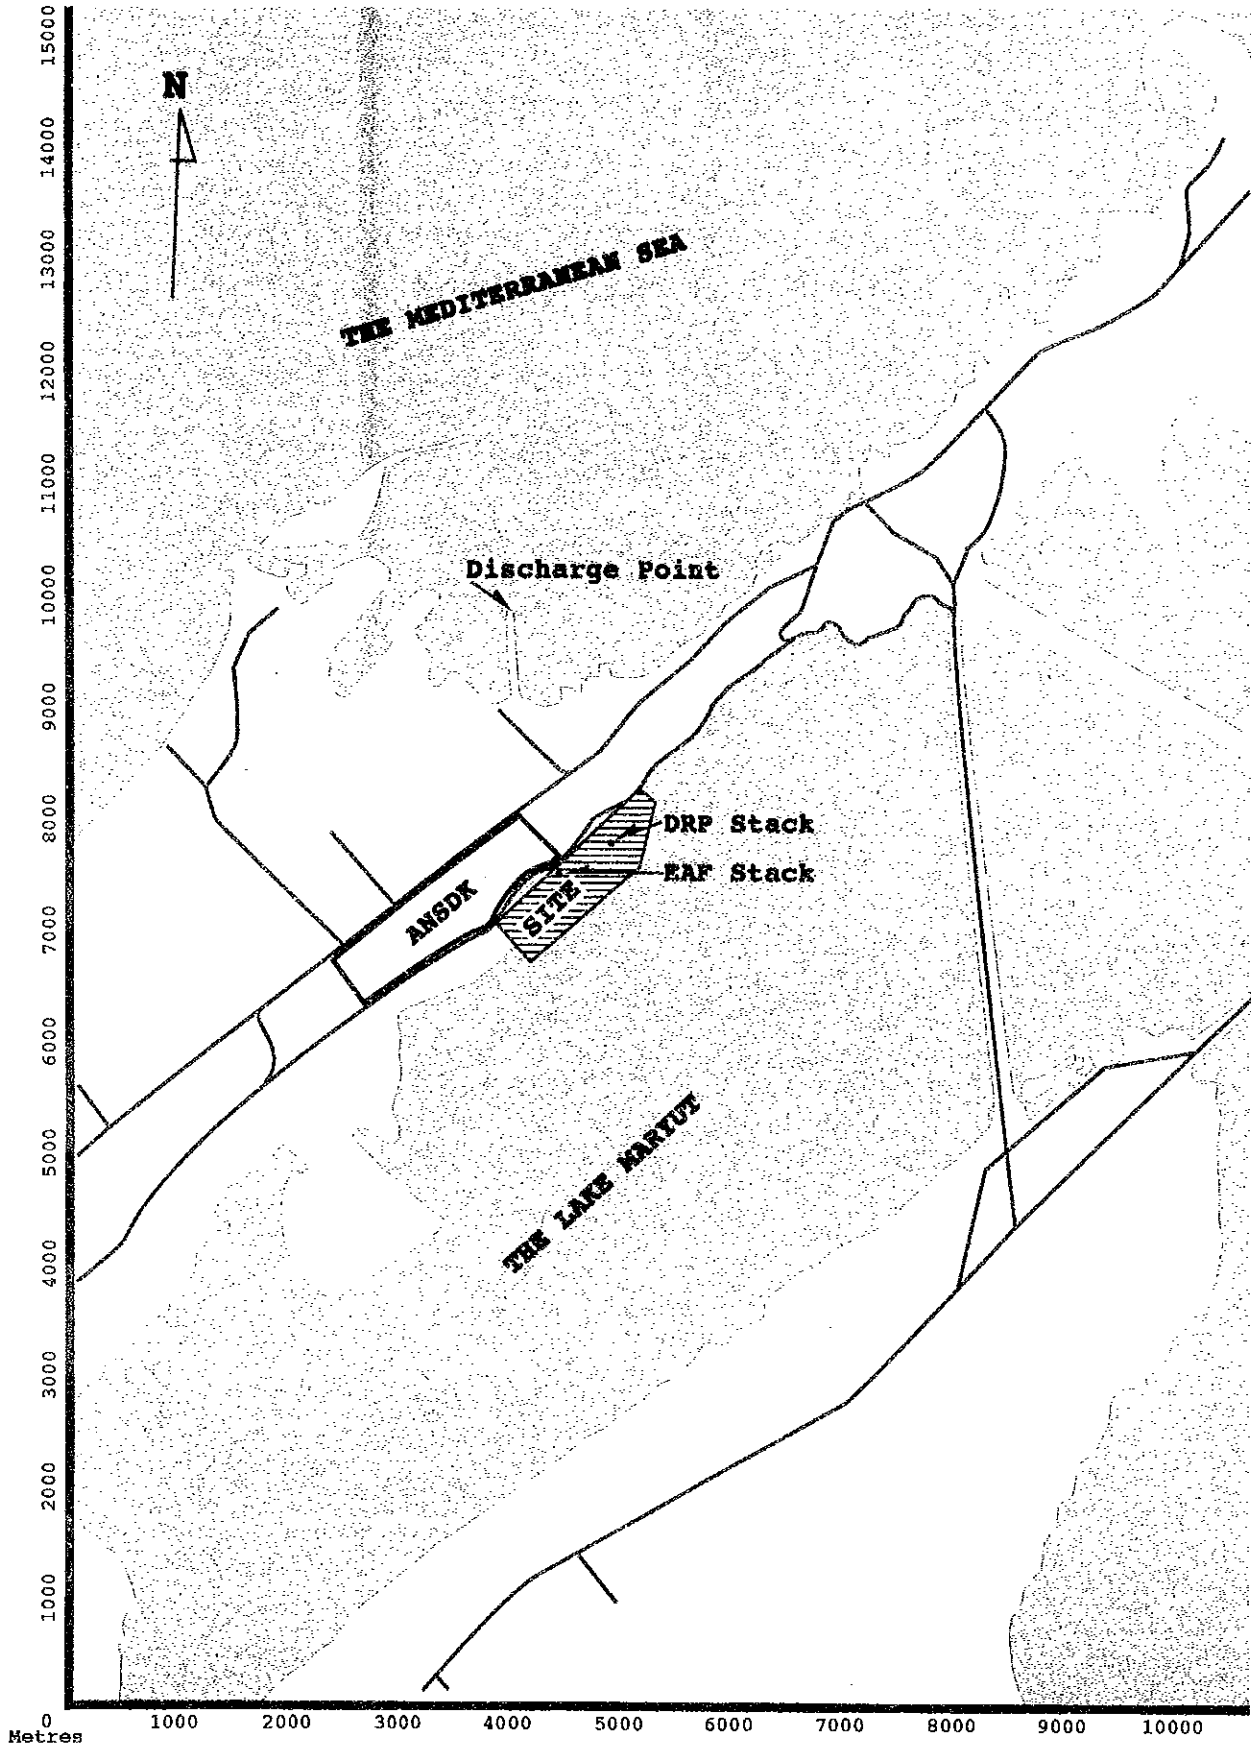 15000
N
14000
13000
THE MEDITERRANEAN SEA
12000
11000
Discharge Point
10000
9000
8000
DRP Stack
EAF Stack
ANSDK
SITE
7000
6000
5000
THE LAKE MARYUT
4000
3000
2000
1000
0
1000 2000 3000 4000 5000 6000 7000 8000 9000 10000
Metres